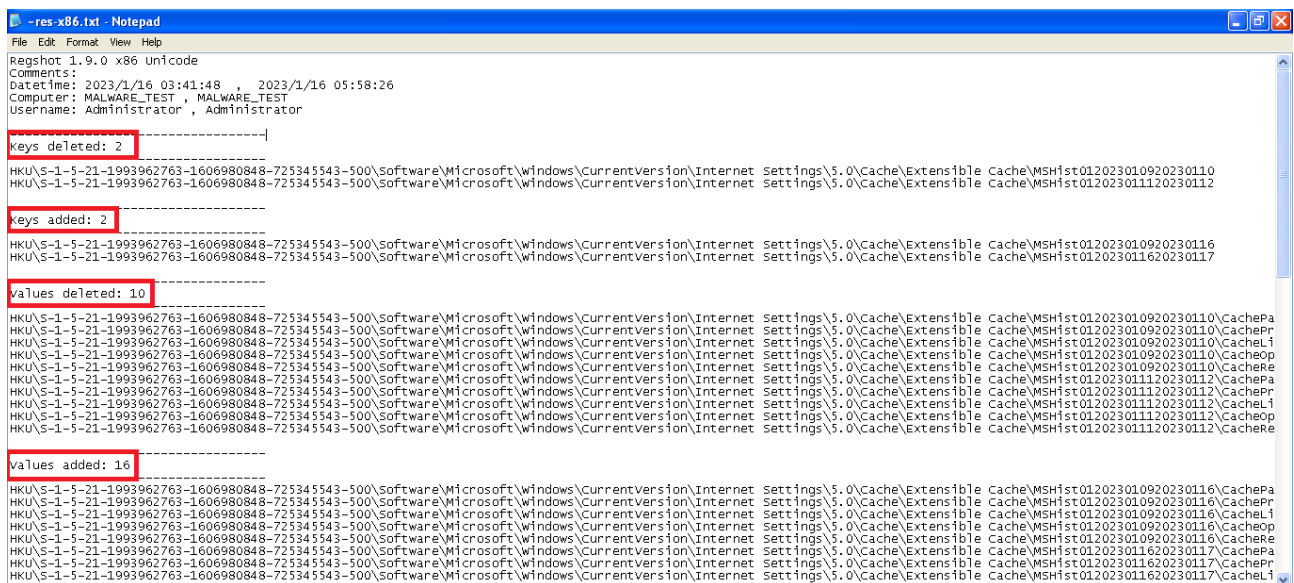 ~res-x86.txt - Notepad
File Edit Format View Help
Regshot 1.9.0 x86 Unicode
Comments:
Datetime: 2023/1/16 03:41:48  ,  2023/1/16 05:58:26
Computer: MALWARE_TEST , MALWARE_TEST
Username: Administrator , Administrator
----------------------------------
Keys deleted: 2
----------------------------------
HKU\S-1-5-21-1993962763-1606980848-725345543-500\Software\Microsoft\Windows\CurrentVersion\Internet Settings\5.0\Cache\Extensible Cache\MSHist012023010920230110
HKU\S-1-5-21-1993962763-1606980848-725345543-500\Software\Microsoft\Windows\CurrentVersion\Internet Settings\5.0\Cache\Extensible Cache\MSHist012023011120230112
----------------------------------
Keys added: 2
----------------------------------
HKU\S-1-5-21-1993962763-1606980848-725345543-500\Software\Microsoft\Windows\CurrentVersion\Internet Settings\5.0\Cache\Extensible Cache\MSHist012023010920230116
HKU\S-1-5-21-1993962763-1606980848-725345543-500\Software\Microsoft\Windows\CurrentVersion\Internet Settings\5.0\Cache\Extensible Cache\MSHist012023011620230117
----------------------------------
Values deleted: 10
----------------------------------
HKU\S-1-5-21-1993962763-1606980848-725345543-500\Software\Microsoft\Windows\CurrentVersion\Internet Settings\5.0\Cache\Extensible Cache\MSHist012023010920230110\CachePa
HKU\S-1-5-21-1993962763-1606980848-725345543-500\Software\Microsoft\Windows\CurrentVersion\Internet Settings\5.0\Cache\Extensible Cache\MSHist012023010920230110\CachePr
HKU\S-1-5-21-1993962763-1606980848-725345543-500\Software\Microsoft\Windows\CurrentVersion\Internet Settings\5.0\Cache\Extensible Cache\MSHist012023010920230110\CacheLi
HKU\S-1-5-21-1993962763-1606980848-725345543-500\Software\Microsoft\Windows\CurrentVersion\Internet Settings\5.0\Cache\Extensible Cache\MSHist012023010920230110\CacheOp
HKU\S-1-5-21-1993962763-1606980848-725345543-500\Software\Microsoft\Windows\CurrentVersion\Internet Settings\5.0\Cache\Extensible Cache\MSHist012023010920230110\CacheRe
HKU\S-1-5-21-1993962763-1606980848-725345543-500\Software\Microsoft\Windows\CurrentVersion\Internet Settings\5.0\Cache\Extensible Cache\MSHist012023011120230112\CachePa
HKU\S-1-5-21-1993962763-1606980848-725345543-500\Software\Microsoft\Windows\CurrentVersion\Internet Settings\5.0\Cache\Extensible Cache\MSHist012023011120230112\CachePr
HKU\S-1-5-21-1993962763-1606980848-725345543-500\Software\Microsoft\Windows\CurrentVersion\Internet Settings\5.0\Cache\Extensible Cache\MSHist012023011120230112\CacheLi
HKU\S-1-5-21-1993962763-1606980848-725345543-500\Software\Microsoft\Windows\CurrentVersion\Internet Settings\5.0\Cache\Extensible Cache\MSHist012023011120230112\CacheOp
HKU\S-1-5-21-1993962763-1606980848-725345543-500\Software\Microsoft\Windows\CurrentVersion\Internet Settings\5.0\Cache\Extensible Cache\MSHist012023011120230112\CacheRe
----------------------------------
Values added: 16
----------------------------------
HKU\S-1-5-21-1993962763-1606980848-725345543-500\Software\Microsoft\Windows\CurrentVersion\Internet Settings\5.0\Cache\Extensible Cache\MSHist012023010920230116\CachePa
HKU\S-1-5-21-1993962763-1606980848-725345543-500\Software\Microsoft\Windows\CurrentVersion\Internet Settings\5.0\Cache\Extensible Cache\MSHist012023010920230116\CachePr
HKU\S-1-5-21-1993962763-1606980848-725345543-500\Software\Microsoft\Windows\CurrentVersion\Internet Settings\5.0\Cache\Extensible Cache\MSHist012023010920230116\CacheLi
HKU\S-1-5-21-1993962763-1606980848-725345543-500\Software\Microsoft\Windows\CurrentVersion\Internet Settings\5.0\Cache\Extensible Cache\MSHist012023010920230116\CacheOp
HKU\S-1-5-21-1993962763-1606980848-725345543-500\Software\Microsoft\Windows\CurrentVersion\Internet Settings\5.0\Cache\Extensible Cache\MSHist012023010920230116\CacheRe
HKU\S-1-5-21-1993962763-1606980848-725345543-500\Software\Microsoft\Windows\CurrentVersion\Internet Settings\5.0\Cache\Extensible Cache\MSHist012023011620230117\CachePa
HKU\S-1-5-21-1993962763-1606980848-725345543-500\Software\Microsoft\Windows\CurrentVersion\Internet Settings\5.0\Cache\Extensible Cache\MSHist012023011620230117\CachePr
HKU\S-1-5-21-1993962763-1606980848-725345543-500\Software\Microsoft\Windows\CurrentVersion\Internet Settings\5.0\Cache\Extensible Cache\MSHist012023011620230117\CacheLi